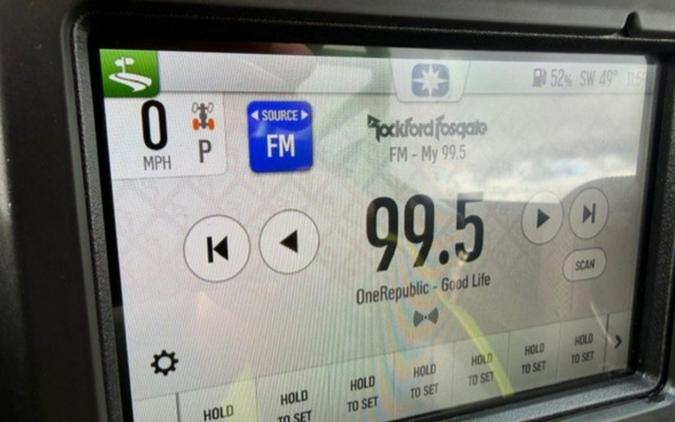 52% SW 49°
0
MPH
P
SOURCE
FM
Rockford Fosgate
FM - My 99.5
99.5
SCAN
OneRepublic - Good Life
HOLD
HOLD
TO SET
HOLD
TO SET
HOLD
TO SET
HOLD
TO SET
HOLD
TO SET
HOLD
TO SET